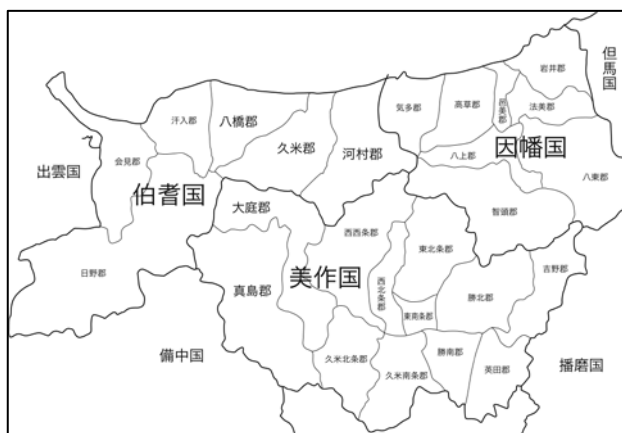 岩井郡
但馬国
気多郡
高草郡
邑美郡
法美郡
汗入郡
八橋郡
久米郡
河村郡
因幡国
会見郡
八上郡
出雲国
伯耆国
八東郡
大庭郡
智頭郡
西西条郡
東北条郡
日野郡
真島郡
美作国
西北条郡
勝北郡
吉野郡
東南条郡
備中国
久米北条郡
久米南条郡
勝南郡
英田郡
播磨国